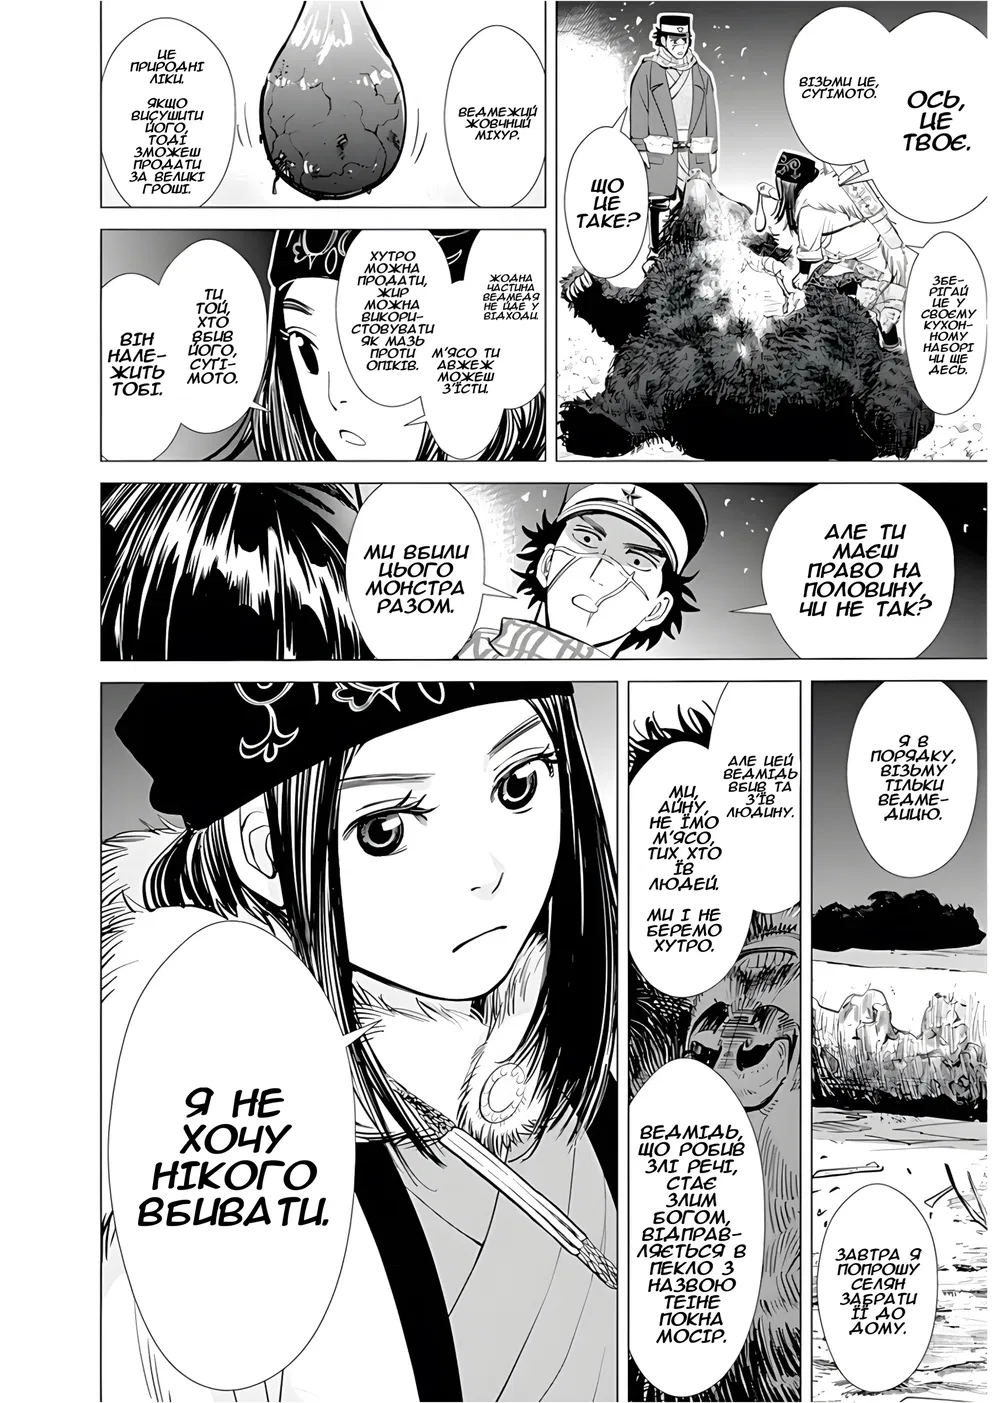 ОСЬ,
ЦЕ
ТВОЄ.
ВІЗЬМИ ЦЕ,
СУҐІМОТО.
ЩО
ЦЕ
ТАКЕ?
ЗБЕ-
РІГАЙ
ЦЕ У
СВОЄМУ
КУХОН-
НОМУ
НАБОРІ
ЧИ ЩЕ
ДЕСЬ.
ВЕДМЕЖИЙ
ЖОВЧНИЙ
МІХУР.
ЦЕ
ПРИРОДНІ
ЛІКИ.
ЯКЩО
ВИСУШИТИ
ЙОГО,
ТОДІ
ЗМОЖЕШ
ПРОДАТИ
ЗА ВЕЛИКІ
ГРОШІ.
ЖОДНА
ЧАСТИНА
ВЕДМЕДЯ
НЕ ЙДЕ У
ВІДХОДИ.
ХУТРО
МОЖНА
ПРОДАТИ,
ЖИР
МОЖНА
ВИКОРИ-
СТОВУВАТИ
ЯК МАЗЬ
ПРОТИ
ОПІКІВ.
М'ЯСО ТИ
АВЖЕЖ
МОЖЕШ
З'ЇСТИ.
ТИ
ТОЙ,
ХТО
ВБИВ
ЙОГО,
СУҐІ-
МОТО.
ВІН
НАЛЕ-
ЖИТЬ
ТОБІ.
АЛЕ ТИ
МАЄШ
ПРАВО НА
ПОЛОВИНУ,
ЧИ НЕ ТАК?
МИ ВБИЛИ
ЦЬОГО
МОНСТРА
РАЗОМ.
Я В
ПОРЯДКУ,
ВІЗЬМУ
ТІЛЬКИ
ВЕДМЕ-
ДИЦЮ.
ЗАВТРА Я
ПОПРОШУ
СЕЛЯН
ЗАБРАТИ
ЇЇ ДО
ДОМУ.
АЛЕ ЦЕЙ
ВЕДМІДЬ
ВБИВ ТА
З'ЇВ
ЛЮДИНУ.
МИ,
АЙНУ,
НЕ ЇМО
М'ЯСО,
ТИХ ХТО
ЇВ
ЛЮДЕЙ.
МИ І НЕ
БЕРЕМО
ХУТРО.
ВЕДМІДЬ,
ЩО РОБИВ
ЗЛІ РЕЧІ,
СТАЄ
ЗЛИМ
БОГОМ,
ВІДПРАВ-
ЛЯЄТЬСЯ В
ПЕКЛО З
НАЗВОЮ
ТЕІНЕ
ПОКНА
МОСІР.
Я НЕ
ХОЧУ
НІКОГО
ВБИВАТИ.